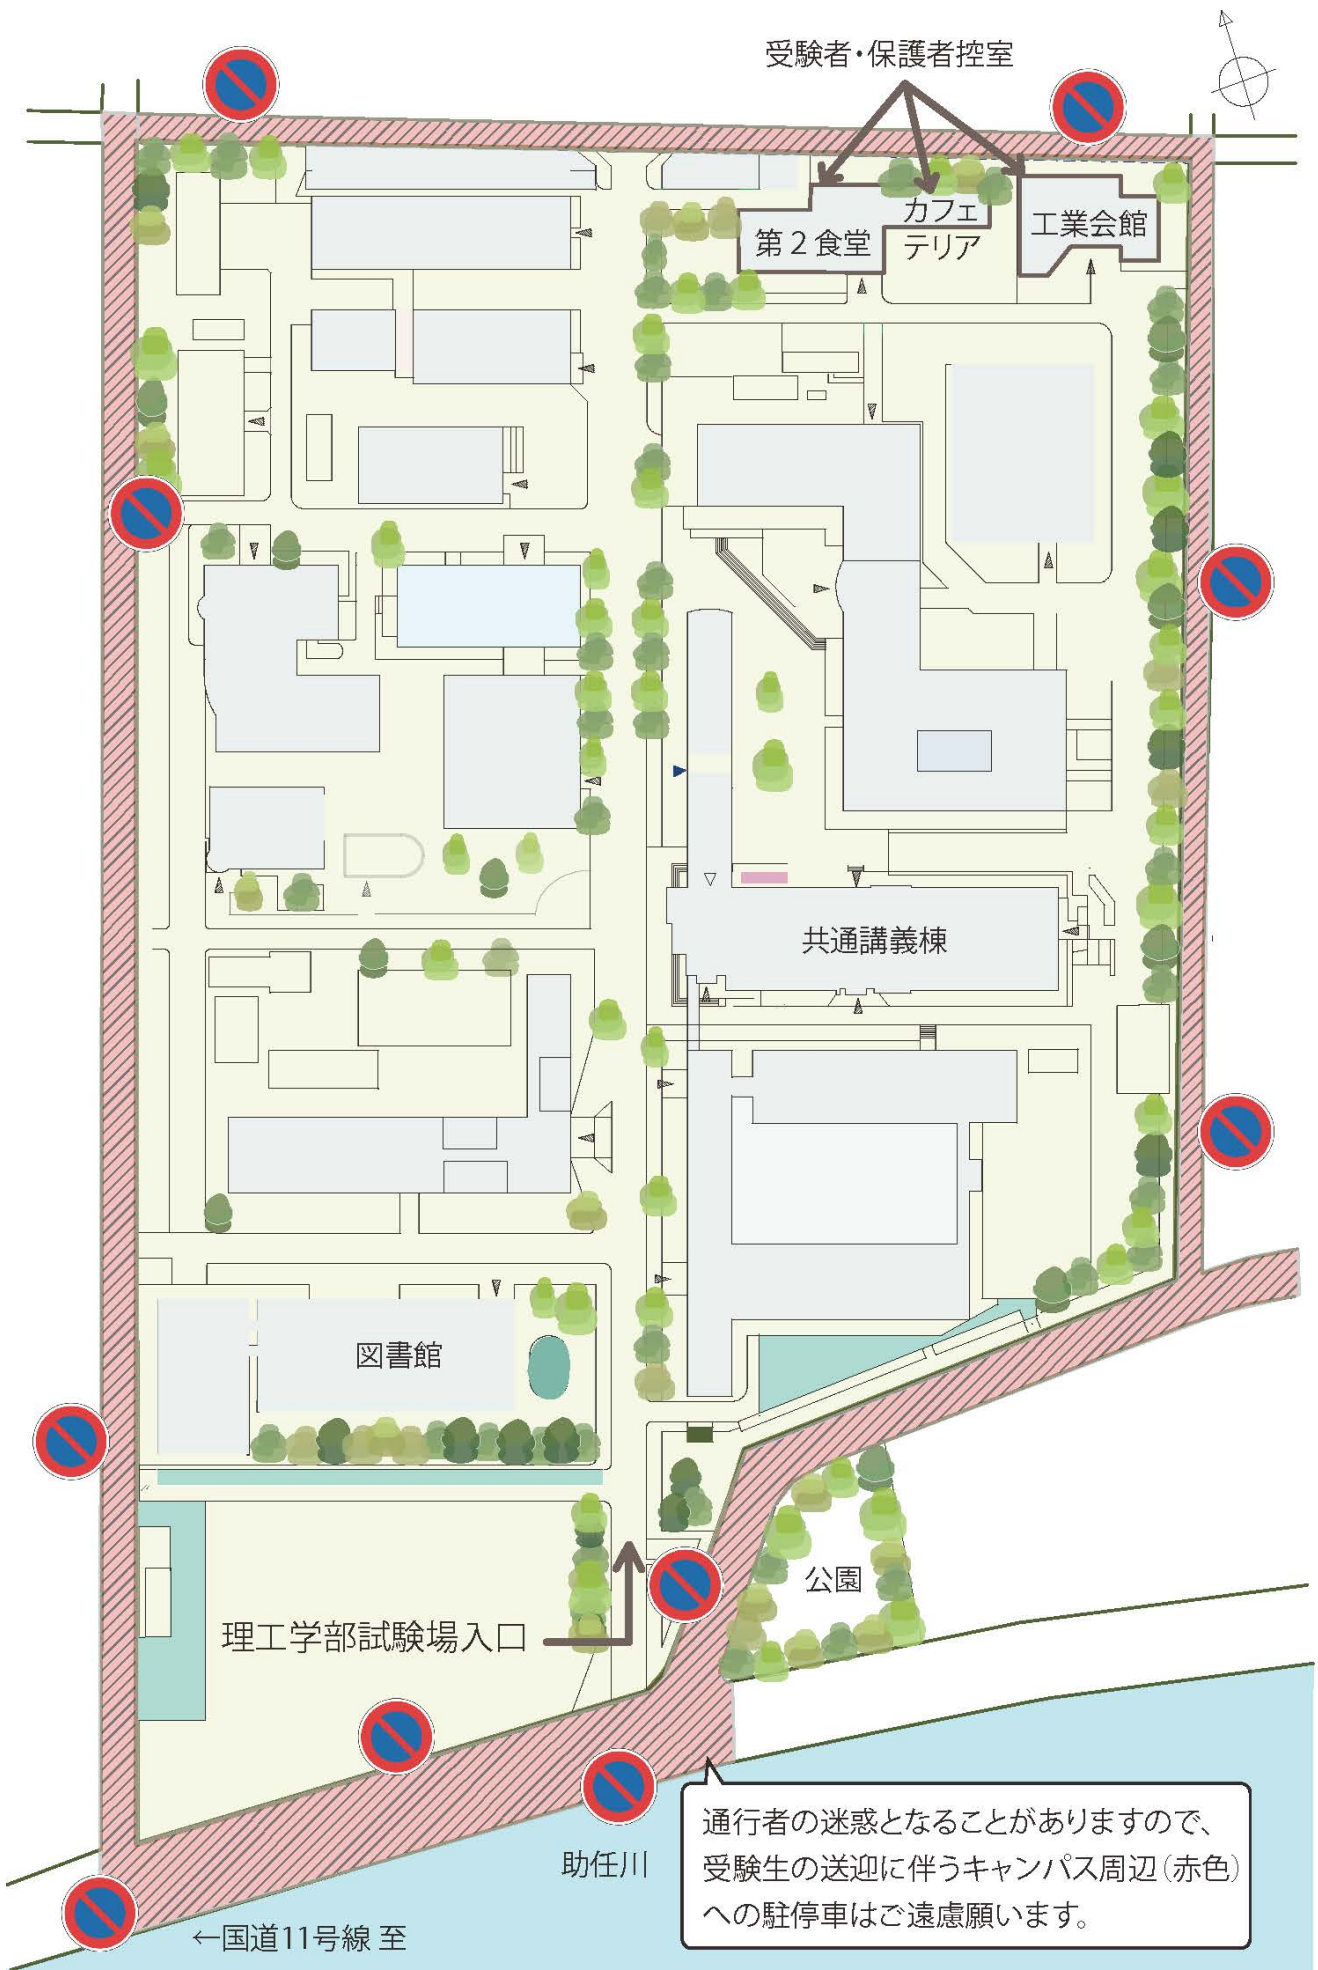 受験者・保護者控室
カフェ
テリア
第2食堂
工業会館
共通講義棟
図書館
公園
理工学部試験場入口
通行者の迷惑となることがありますので、
受験生の送迎に伴うキャンパス周辺（赤色）
への駐停車はご遠慮願います。
助任川
←国道11号線 至